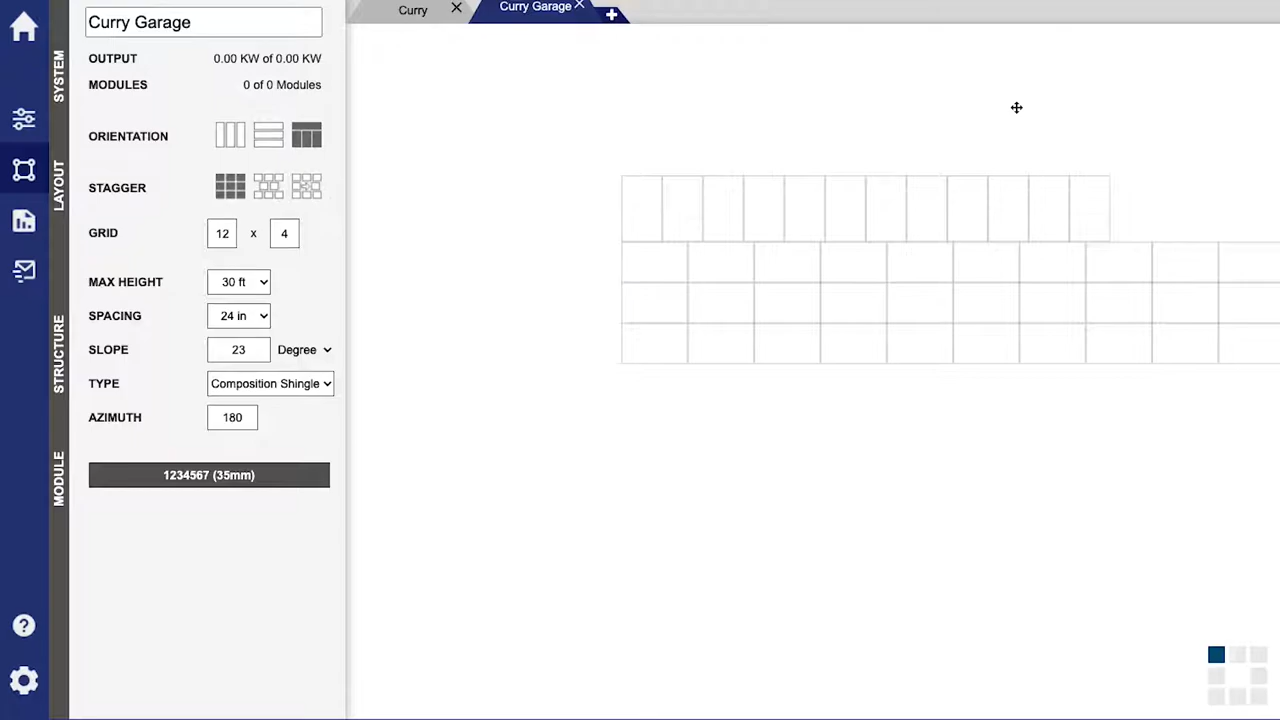 Curry
Curry Garage
Curry Garage
SYSTEM
OUTPUT 0.00 KW of 0.00 KW
MODULES 0 of 0 Modules
LAYOUT
ORIENTATION
STAGGER
GRID 12 x 4
STRUCTURE
MAX HEIGHT 30 ft
SPACING 24 in
SLOPE 23 Degree
TYPE Composition Shingle
AZIMUTH 180
MODULE
1234567 (35mm)